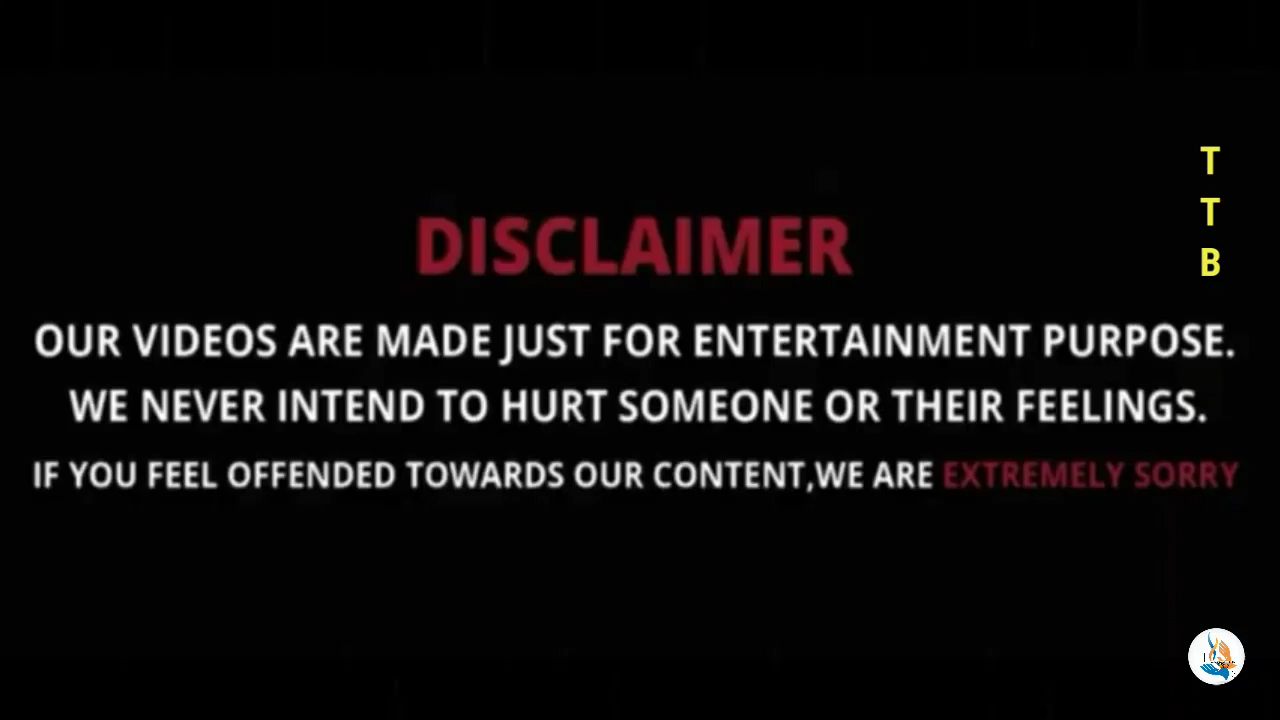 T
T
B
DISCLAIMER
OUR VIDEOS ARE MADE JUST FOR ENTERTAINMENT PURPOSE.
WE NEVER INTEND TO HURT SOMEONE OR THEIR FEELINGS.
IF YOU FEEL OFFENDED TOWARDS OUR CONTENT,WE ARE EXTREMELY SORRY